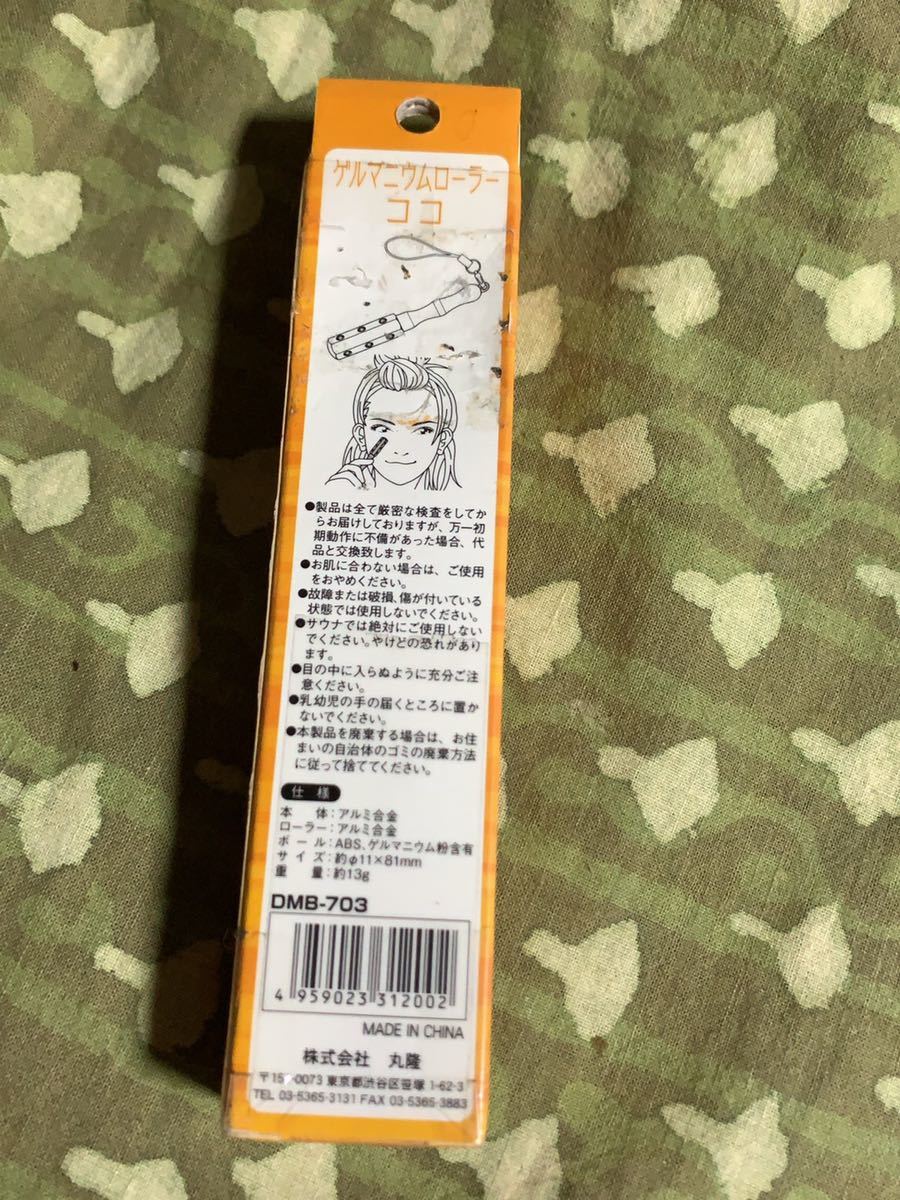 ゲルマニウムローラー
ココ
●製品は全て厳密な検査をしてか
らお届けしておりますが、万一初
期動作に不備があった場合、代
品と交換致します。
●お肌に合わない場合は、ご使用
をおやめください。
●故障または破損、傷が付いている
状態では使用しないでください。
●サウナでは絶対にご使用しない
でください。やけどの恐れがあり
ます。
●目の中に入らぬように充分ご注
意ください。
●乳幼児の手の届くところに置か
ないでください。
●本製品を廃棄する場合は、お住
まいの自治体のゴミの廃棄方法
に従って捨ててください。
仕様
本体:アルミ合金
ローラー:アルミ合金
ボール:ABS、ゲルマニウム粉含有
サイズ:約φ11×81mm
重量:約13g
DMB-703
4 959023 312002
MADE IN CHINA
株式会社 丸隆
東京都渋谷区笹塚 1-62-3
TEL 03-5365-3131 FAX 03-5365-3883